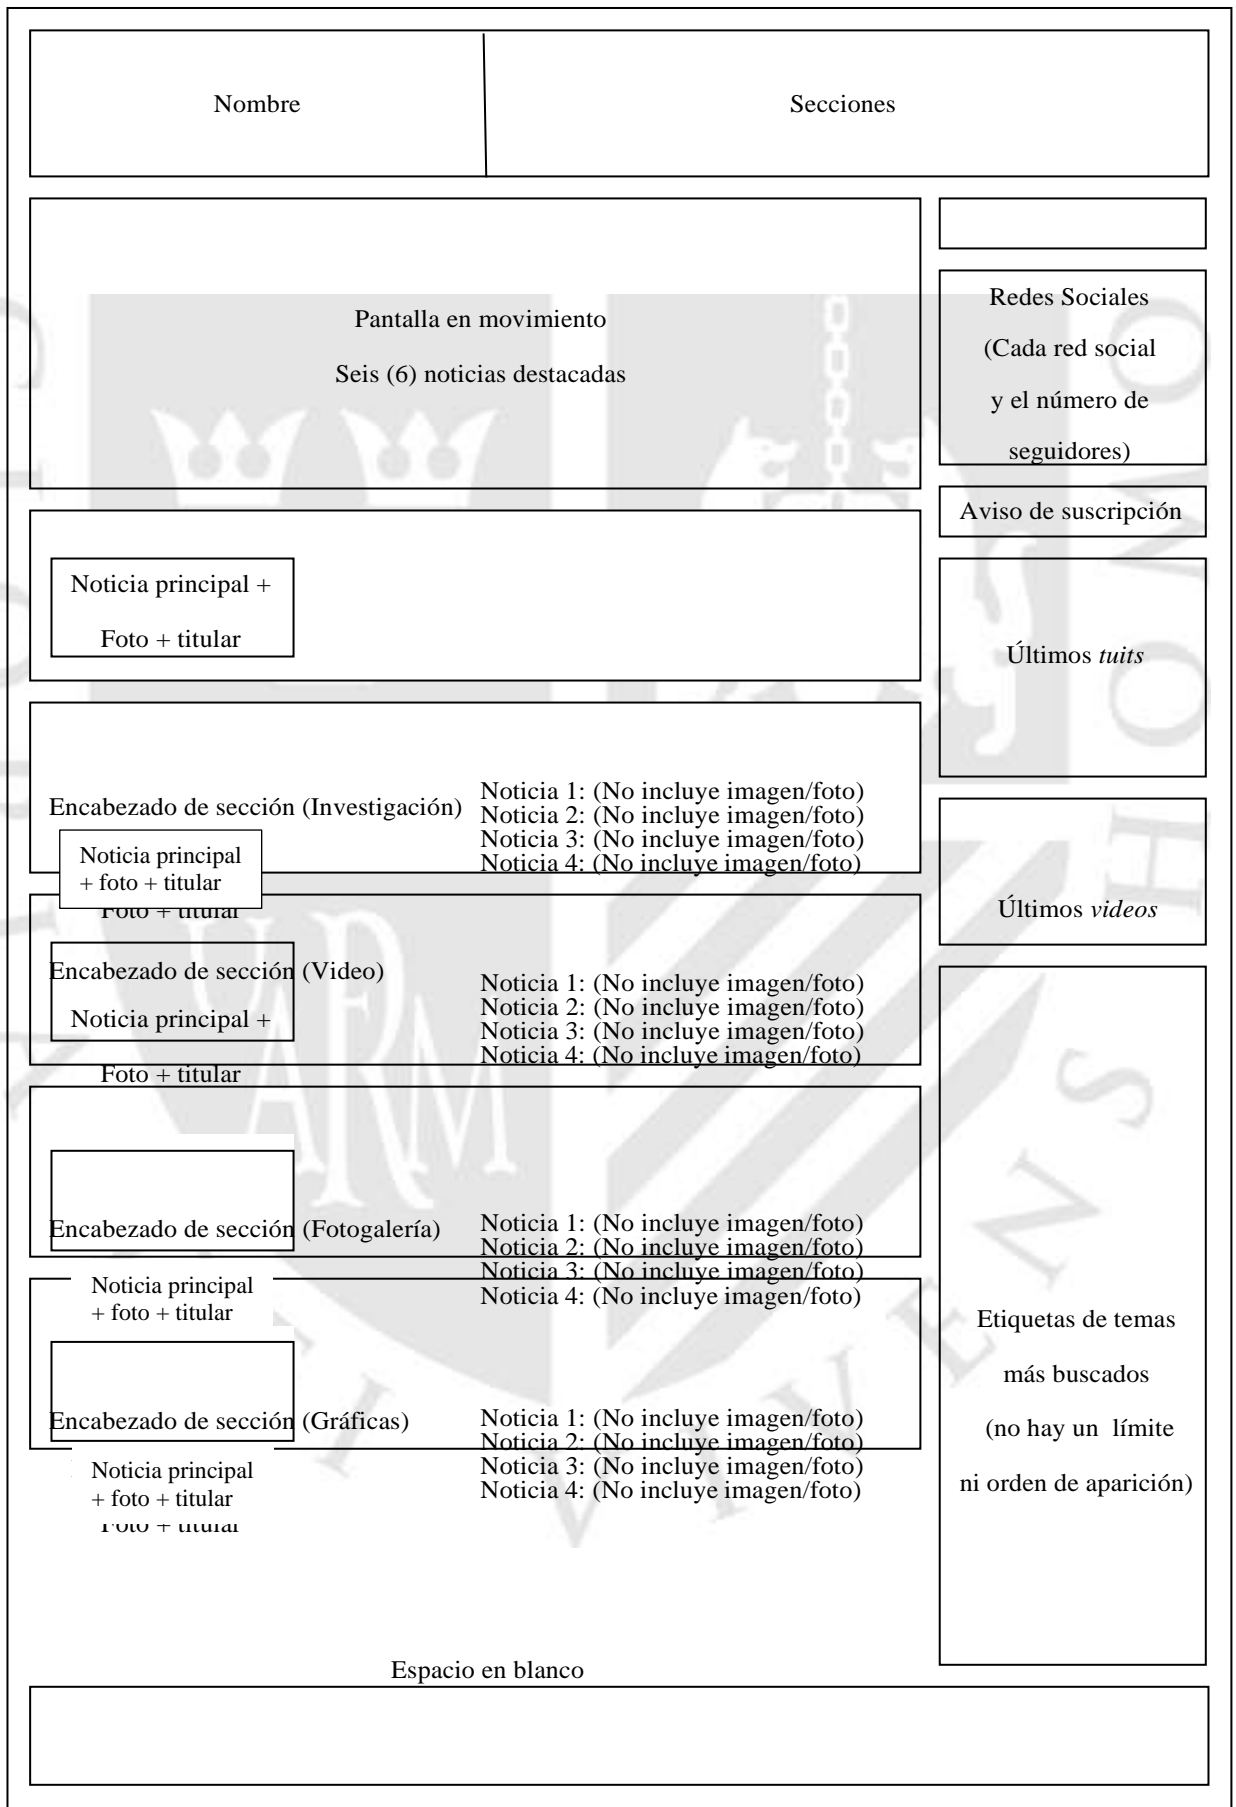 Nombre
Secciones
Pantalla en movimiento
Seis (6) noticias destacadas
Redes Sociales
(Cada red social
y el número de
seguidores)
Aviso de suscripción
Noticia principal +
Foto + titular
Últimos tuits
Encabezado de sección (Investigación)
Noticia 1: (No incluye imagen/foto)
Noticia 2: (No incluye imagen/foto)
Noticia 3: (No incluye imagen/foto)
Noticia 4: (No incluye imagen/foto)
Noticia principal
+ foto + titular
Foto + titular
Últimos videos
Encabezado de sección (Video)
Noticia principal +
Foto + titular
Noticia 1: (No incluye imagen/foto)
Noticia 2: (No incluye imagen/foto)
Noticia 3: (No incluye imagen/foto)
Noticia 4: (No incluye imagen/foto)
Encabezado de sección (Fotogalería)
Noticia 1: (No incluye imagen/foto)
Noticia 2: (No incluye imagen/foto)
Noticia 3: (No incluye imagen/foto)
Noticia 4: (No incluye imagen/foto)
Noticia principal
+ foto + titular
Encabezado de sección (Gráficas)
Noticia 1: (No incluye imagen/foto)
Noticia 2: (No incluye imagen/foto)
Noticia 3: (No incluye imagen/foto)
Noticia 4: (No incluye imagen/foto)
Noticia principal
+ foto + titular
Foto + titular
Etiquetas de temas
más buscados
(no hay un límite
ni orden de aparición)
Espacio en blanco